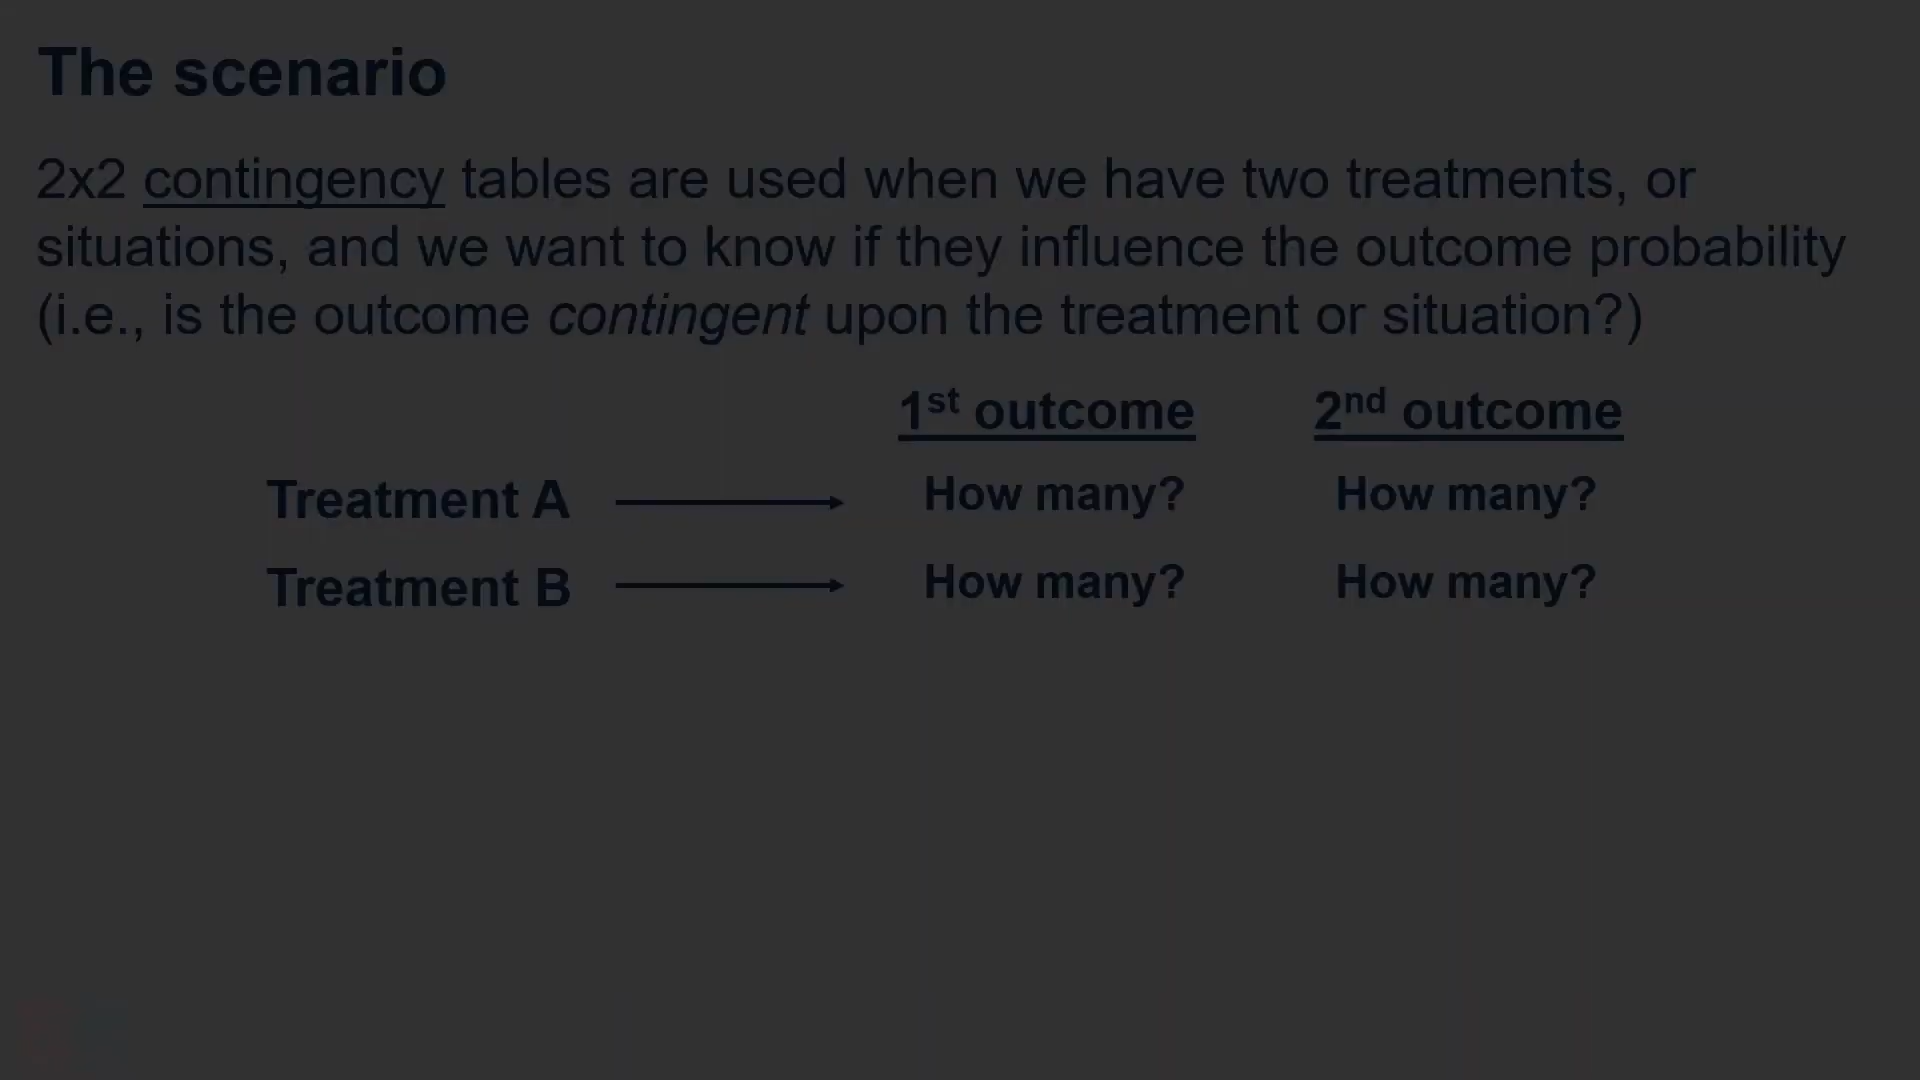 The scenario
2x2 contingency tables are used when we have two treatments, or
situations, and we want to know if they influence the outcome probability
(i.e., is the outcome contingent upon the treatment or situation?)
1st outcome 2nd outcome
Treatment A How many? How many?
Treatment B How many? How many?